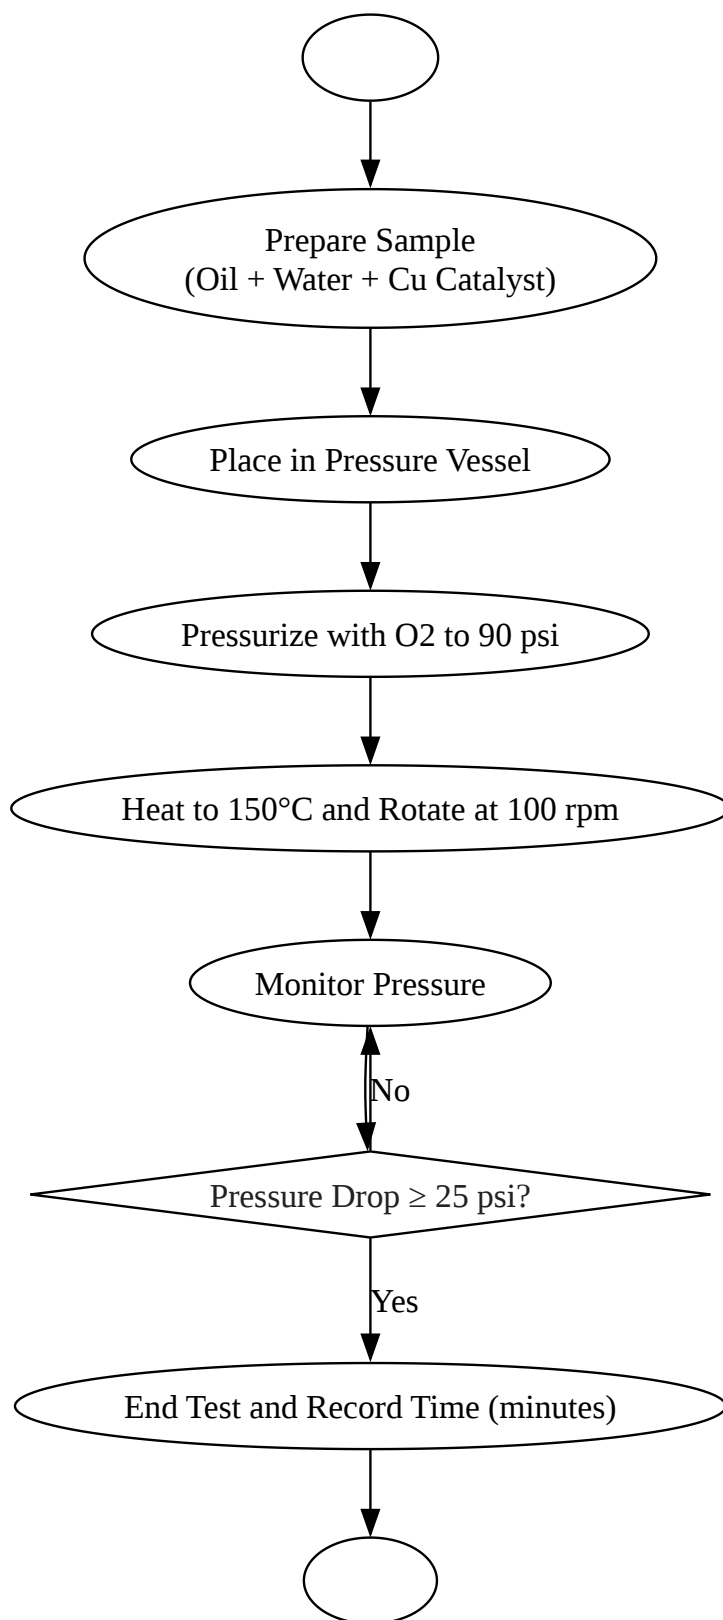 Prepare Sample
(Oil + Water + Cu Catalyst)
Place in Pressure Vessel
Pressurize with O2 to 90 psi
Heat to 150°C and Rotate at 100 rpm
Monitor Pressure
No
Pressure Drop ≥ 25 psi?
Yes
End Test and Record Time (minutes)